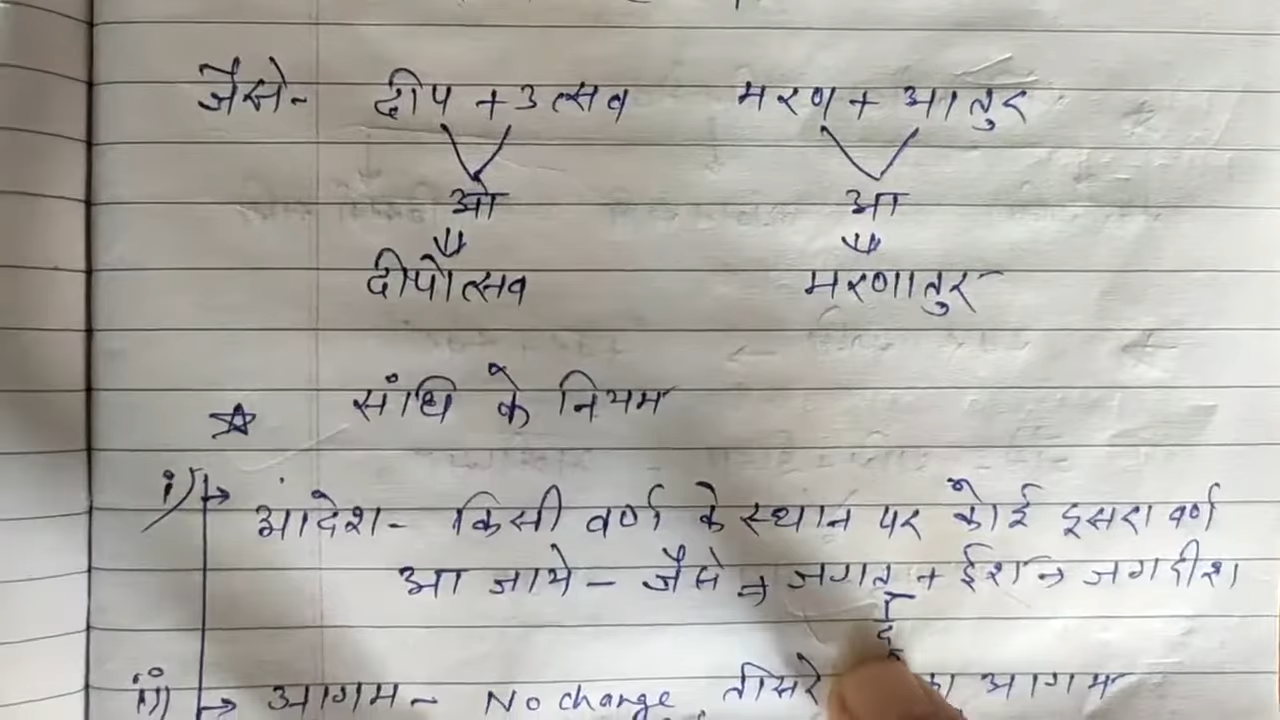 जैसे- दीप + उत्सव मरण + आतुर
ओ आ
दीपोत्सव मरणातुर
संधि के नियम
i) → आदेश - किसी वर्ण के स्थान पर कोई दूसरा वर्ण
आ जाये - जैसे → जगत् + ईश → जगदीश
द्
ii) → आगम - No change, तीसरे का आगम